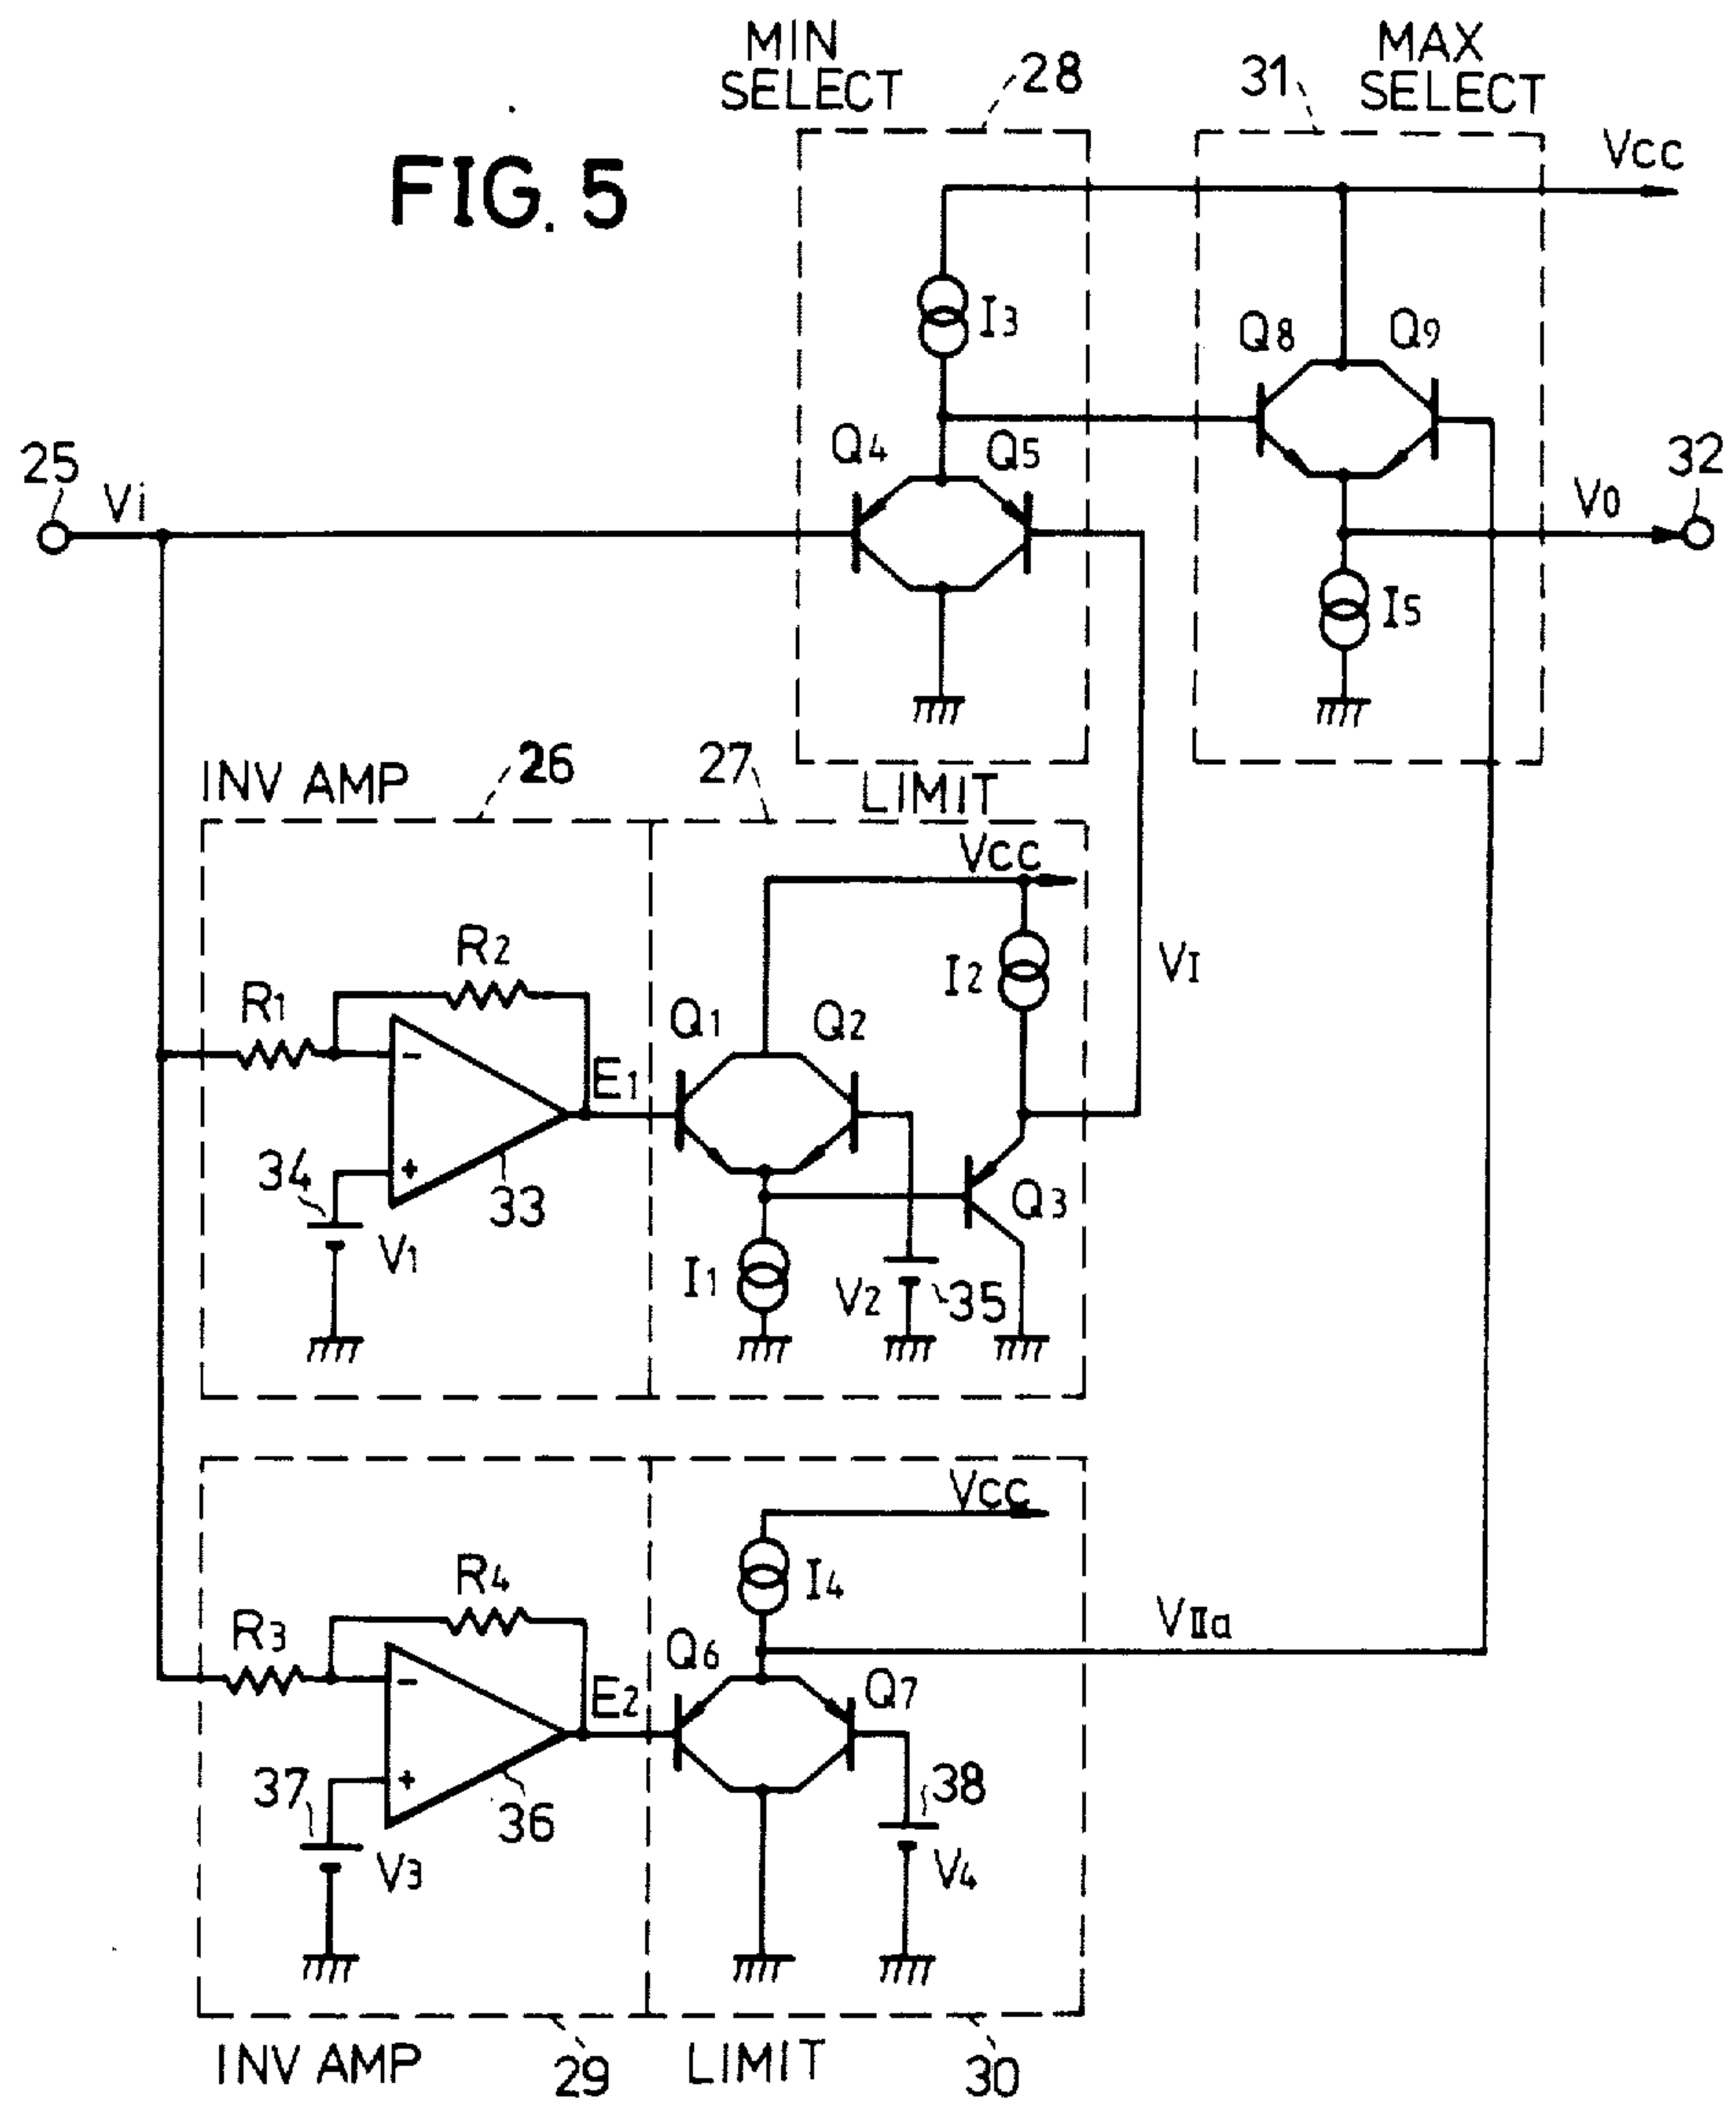 FIG. 5
MIN
SELECT
28
MAX
SELECT
31
Vcc
I3
Q8
Q9
25
Vi
Q4
Q5
32
V0
I5
INV AMP
26
27
LIMIT
Vcc
R2
R1
I2
VI
Q1
Q2
-
E1
+
34
33
V1
Q3
I1
V2
35
Vcc
R4
I4
R3
VIIa
Q6
Q7
-
E2
+
37
36
38
V3
V4
INV AMP
29
LIMIT
30